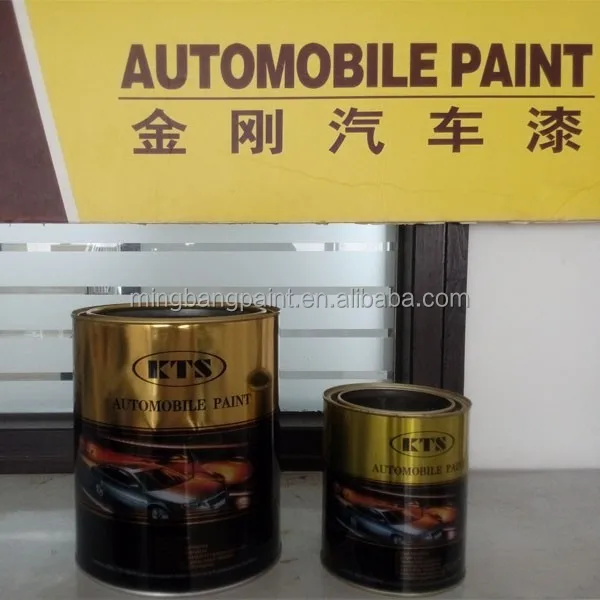 AUTOMOBILE PAINT
金刚汽车漆
mingbangpaint.en.alibaba.com
KTS
AUTOMOBILE PAINT
KTS
AUTOMOBILE PAINT